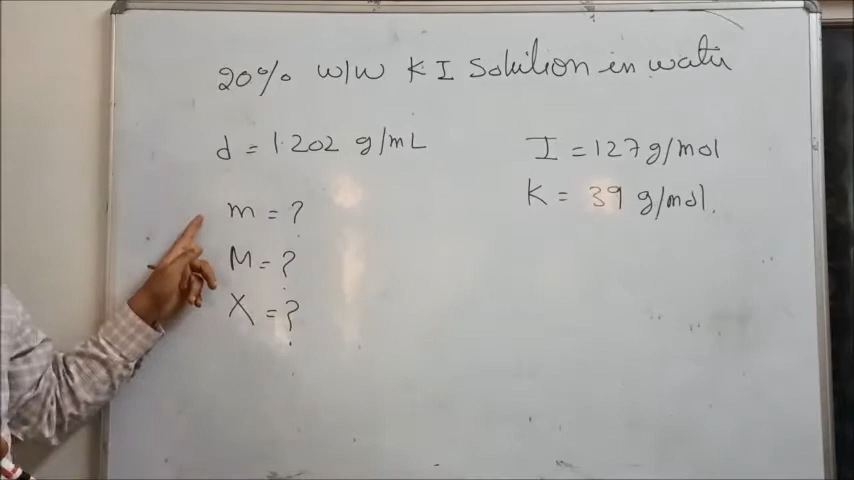 20% w/w KI solution in water
d = 1.202 g/mL
I = 127 g/mol
m = ?
K = 39 g/mol.
M = ?
X = ?